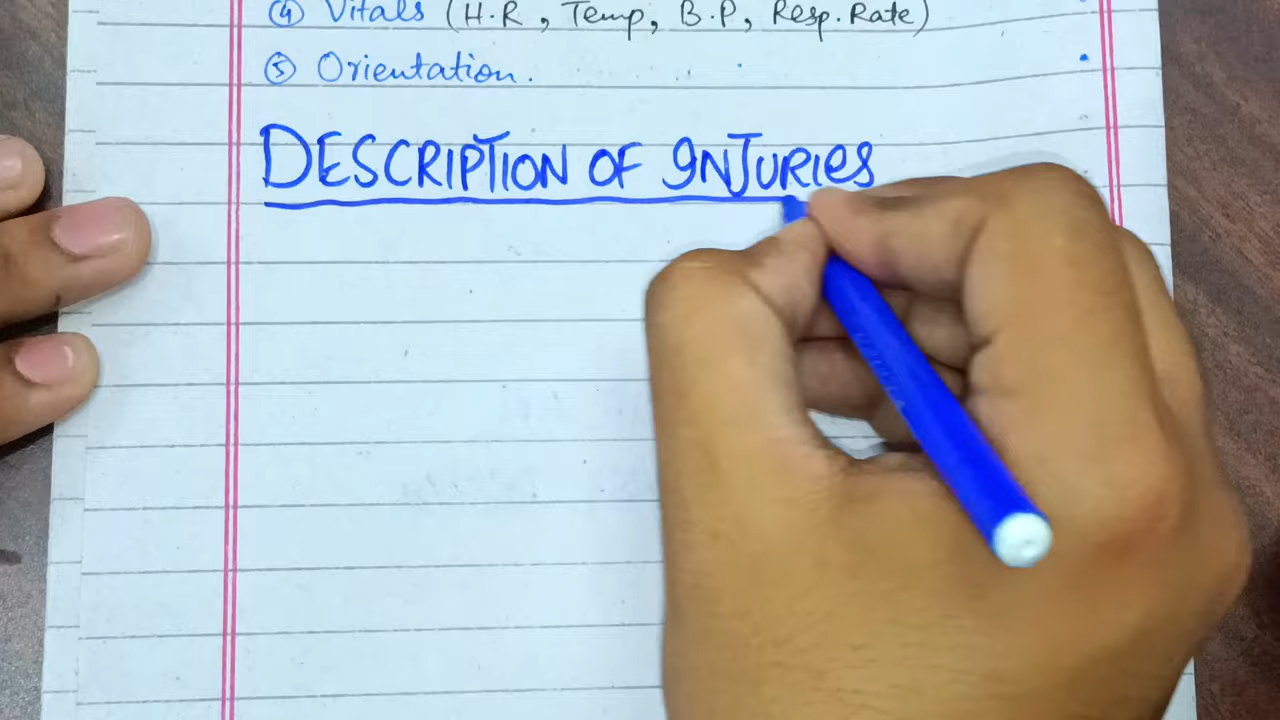 ④ Vitals (H.R, Temp, B.P, Resp. Rate)
⑤ Orientation.
DESCRIPTION OF INJURIES